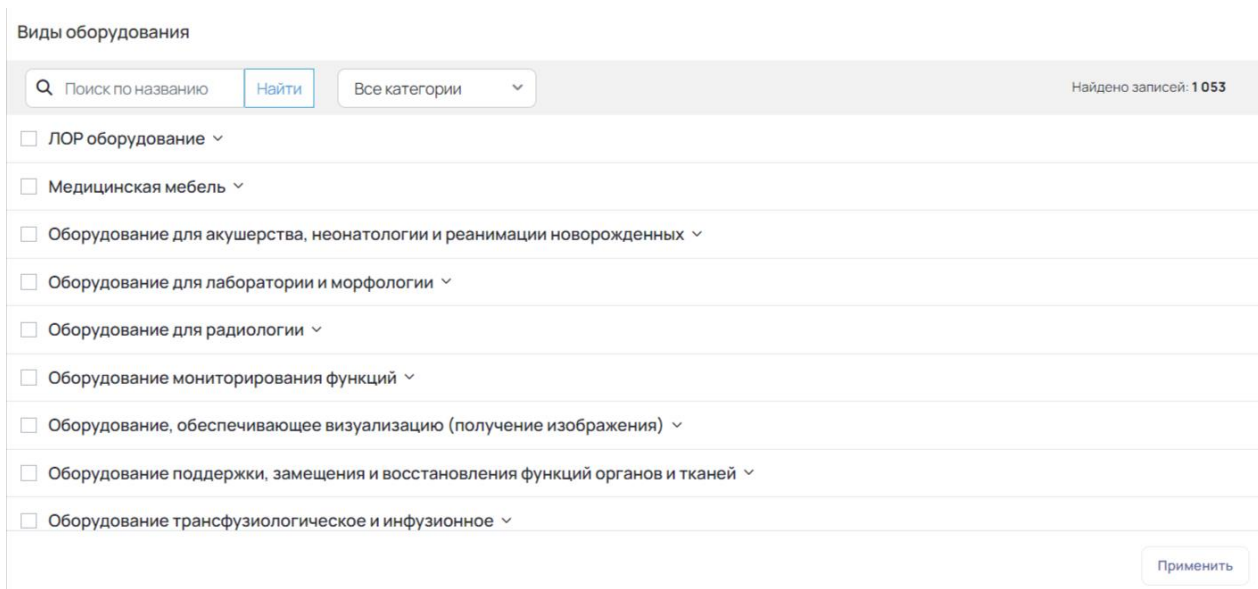 Виды оборудования
Поиск по названию Найти Все категории Найдено записей: 1 053
ЛОР оборудование
Медицинская мебель
Оборудование для акушерства, неонатологии и реанимации новорожденных
Оборудование для лаборатории и морфологии
Оборудование для радиологии
Оборудование мониторирования функций
Оборудование, обеспечивающее визуализацию (получение изображения)
Оборудование поддержки, замещения и восстановления функций органов и тканей
Оборудование трансфузиологическое и инфузионное
Применить